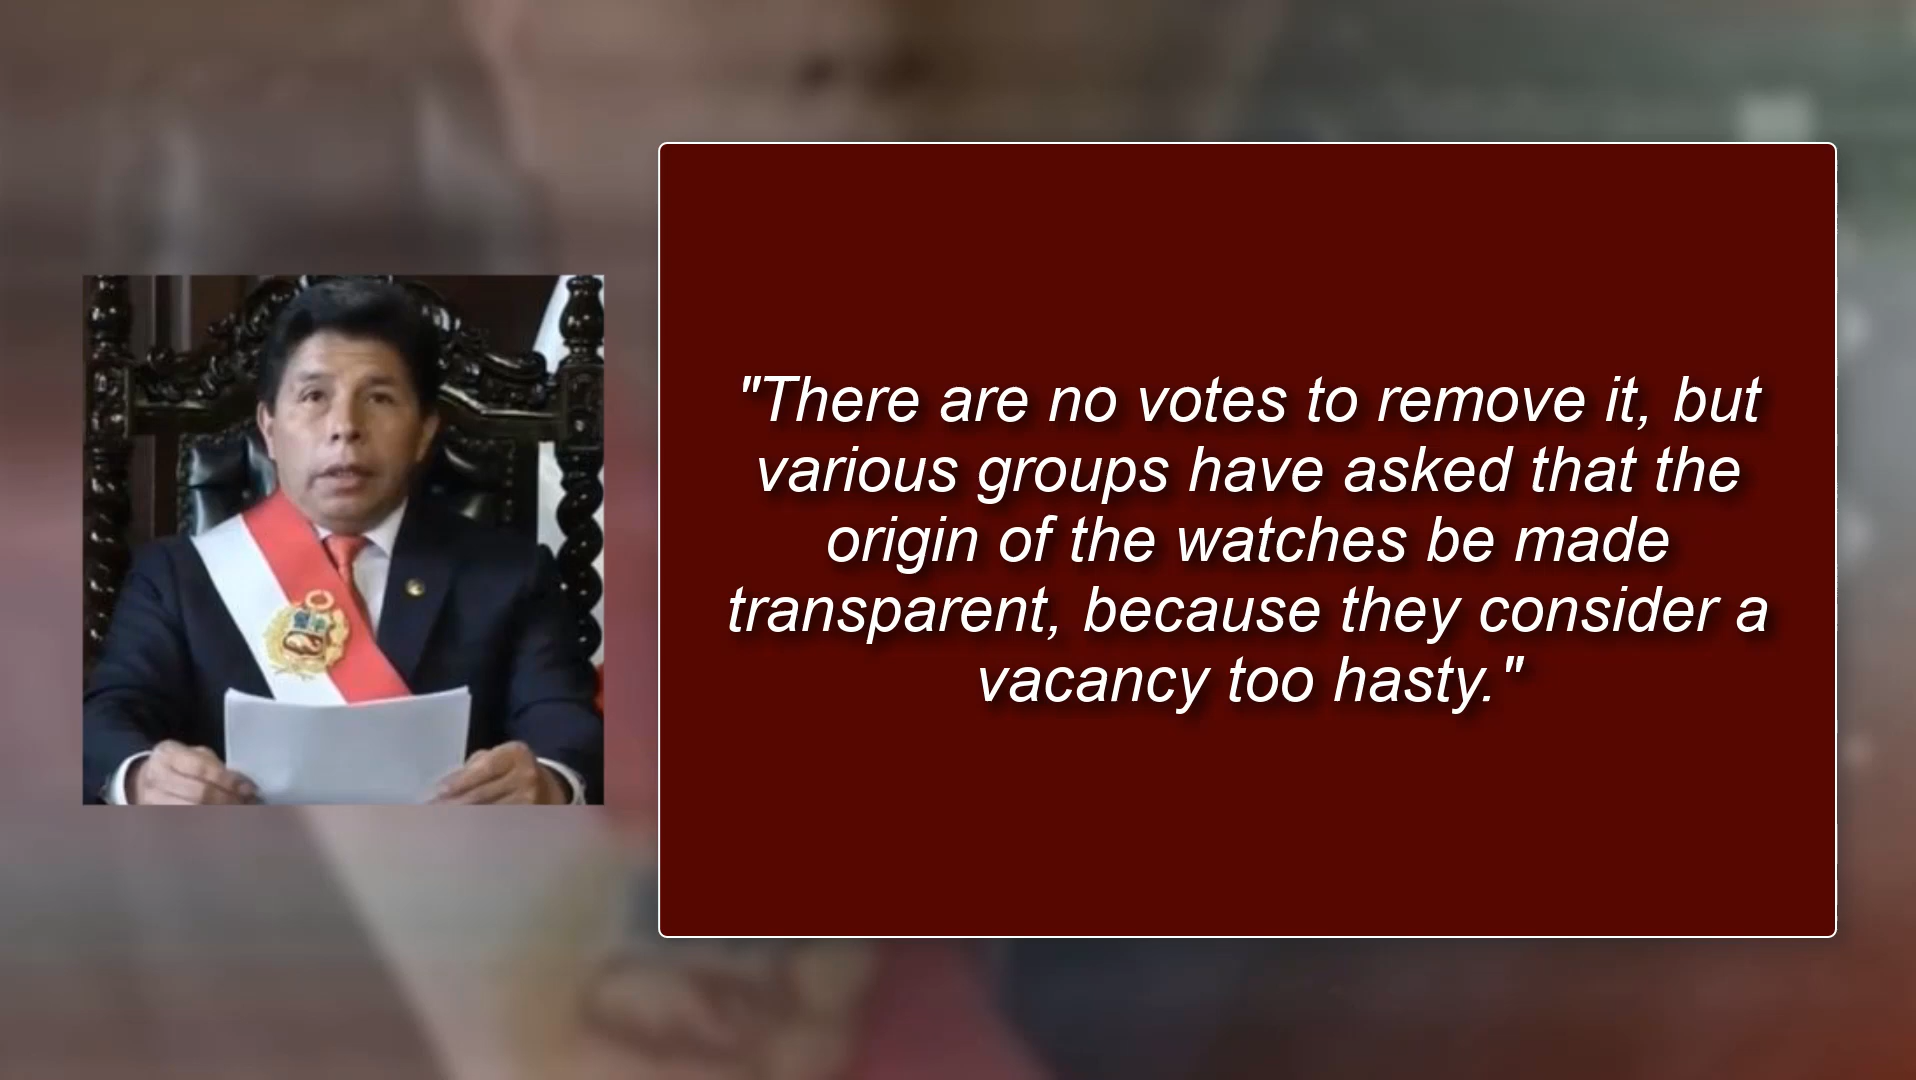 "There are no votes to remove it, but
various groups have asked that the
origin of the watches be made
transparent, because they consider a
vacancy too hasty."